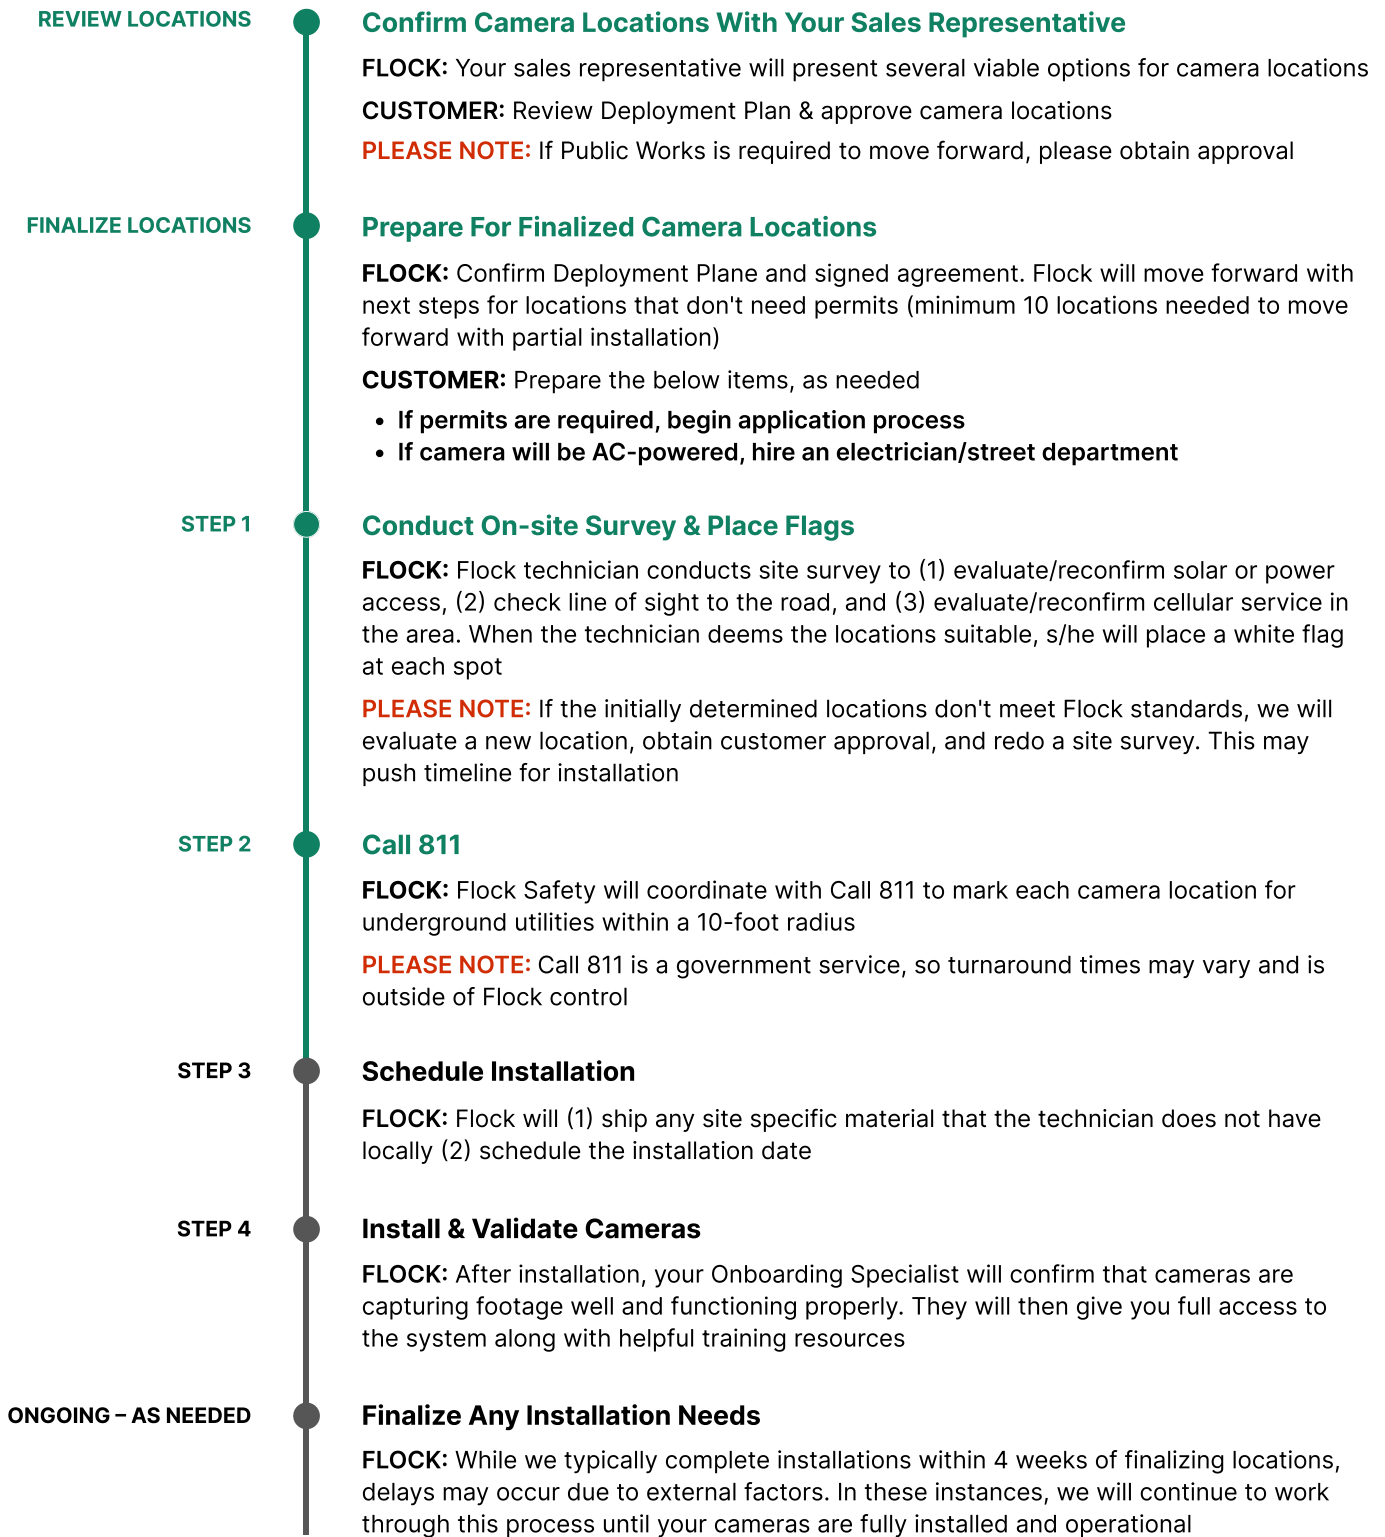 REVIEW LOCATIONS
Confirm Camera Locations With Your Sales Representative
FLOCK: Your sales representative will present several viable options for camera locations
CUSTOMER: Review Deployment Plan & approve camera locations
PLEASE NOTE: If Public Works is required to move forward, please obtain approval
FINALIZE LOCATIONS
Prepare For Finalized Camera Locations
FLOCK: Confirm Deployment Plane and signed agreement. Flock will move forward with
next steps for locations that don't need permits (minimum 10 locations needed to move
forward with partial installation)
CUSTOMER: Prepare the below items, as needed
• If permits are required, begin application process
• If camera will be AC-powered, hire an electrician/street department
STEP 1
Conduct On-site Survey & Place Flags
FLOCK: Flock technician conducts site survey to (1) evaluate/reconfirm solar or power
access, (2) check line of sight to the road, and (3) evaluate/reconfirm cellular service in
the area. When the technician deems the locations suitable, s/he will place a white flag
at each spot
PLEASE NOTE: If the initially determined locations don't meet Flock standards, we will
evaluate a new location, obtain customer approval, and redo a site survey. This may
push timeline for installation
STEP 2
Call 811
FLOCK: Flock Safety will coordinate with Call 811 to mark each camera location for
underground utilities within a 10-foot radius
PLEASE NOTE: Call 811 is a government service, so turnaround times may vary and is
outside of Flock control
STEP 3
Schedule Installation
FLOCK: Flock will (1) ship any site specific material that the technician does not have
locally (2) schedule the installation date
STEP 4
Install & Validate Cameras
FLOCK: After installation, your Onboarding Specialist will confirm that cameras are
capturing footage well and functioning properly. They will then give you full access to
the system along with helpful training resources
ONGOING – AS NEEDED
Finalize Any Installation Needs
FLOCK: While we typically complete installations within 4 weeks of finalizing locations,
delays may occur due to external factors. In these instances, we will continue to work
through this process until your cameras are fully installed and operational